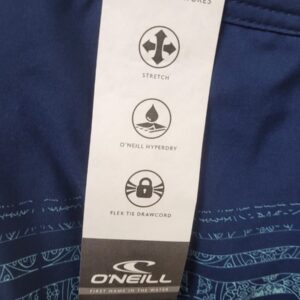 STRETCH
O'NEILL HYPERDRY
FLEX TIE DRAWCORD
O'NEILL
FIRST NAME IN THE WATER